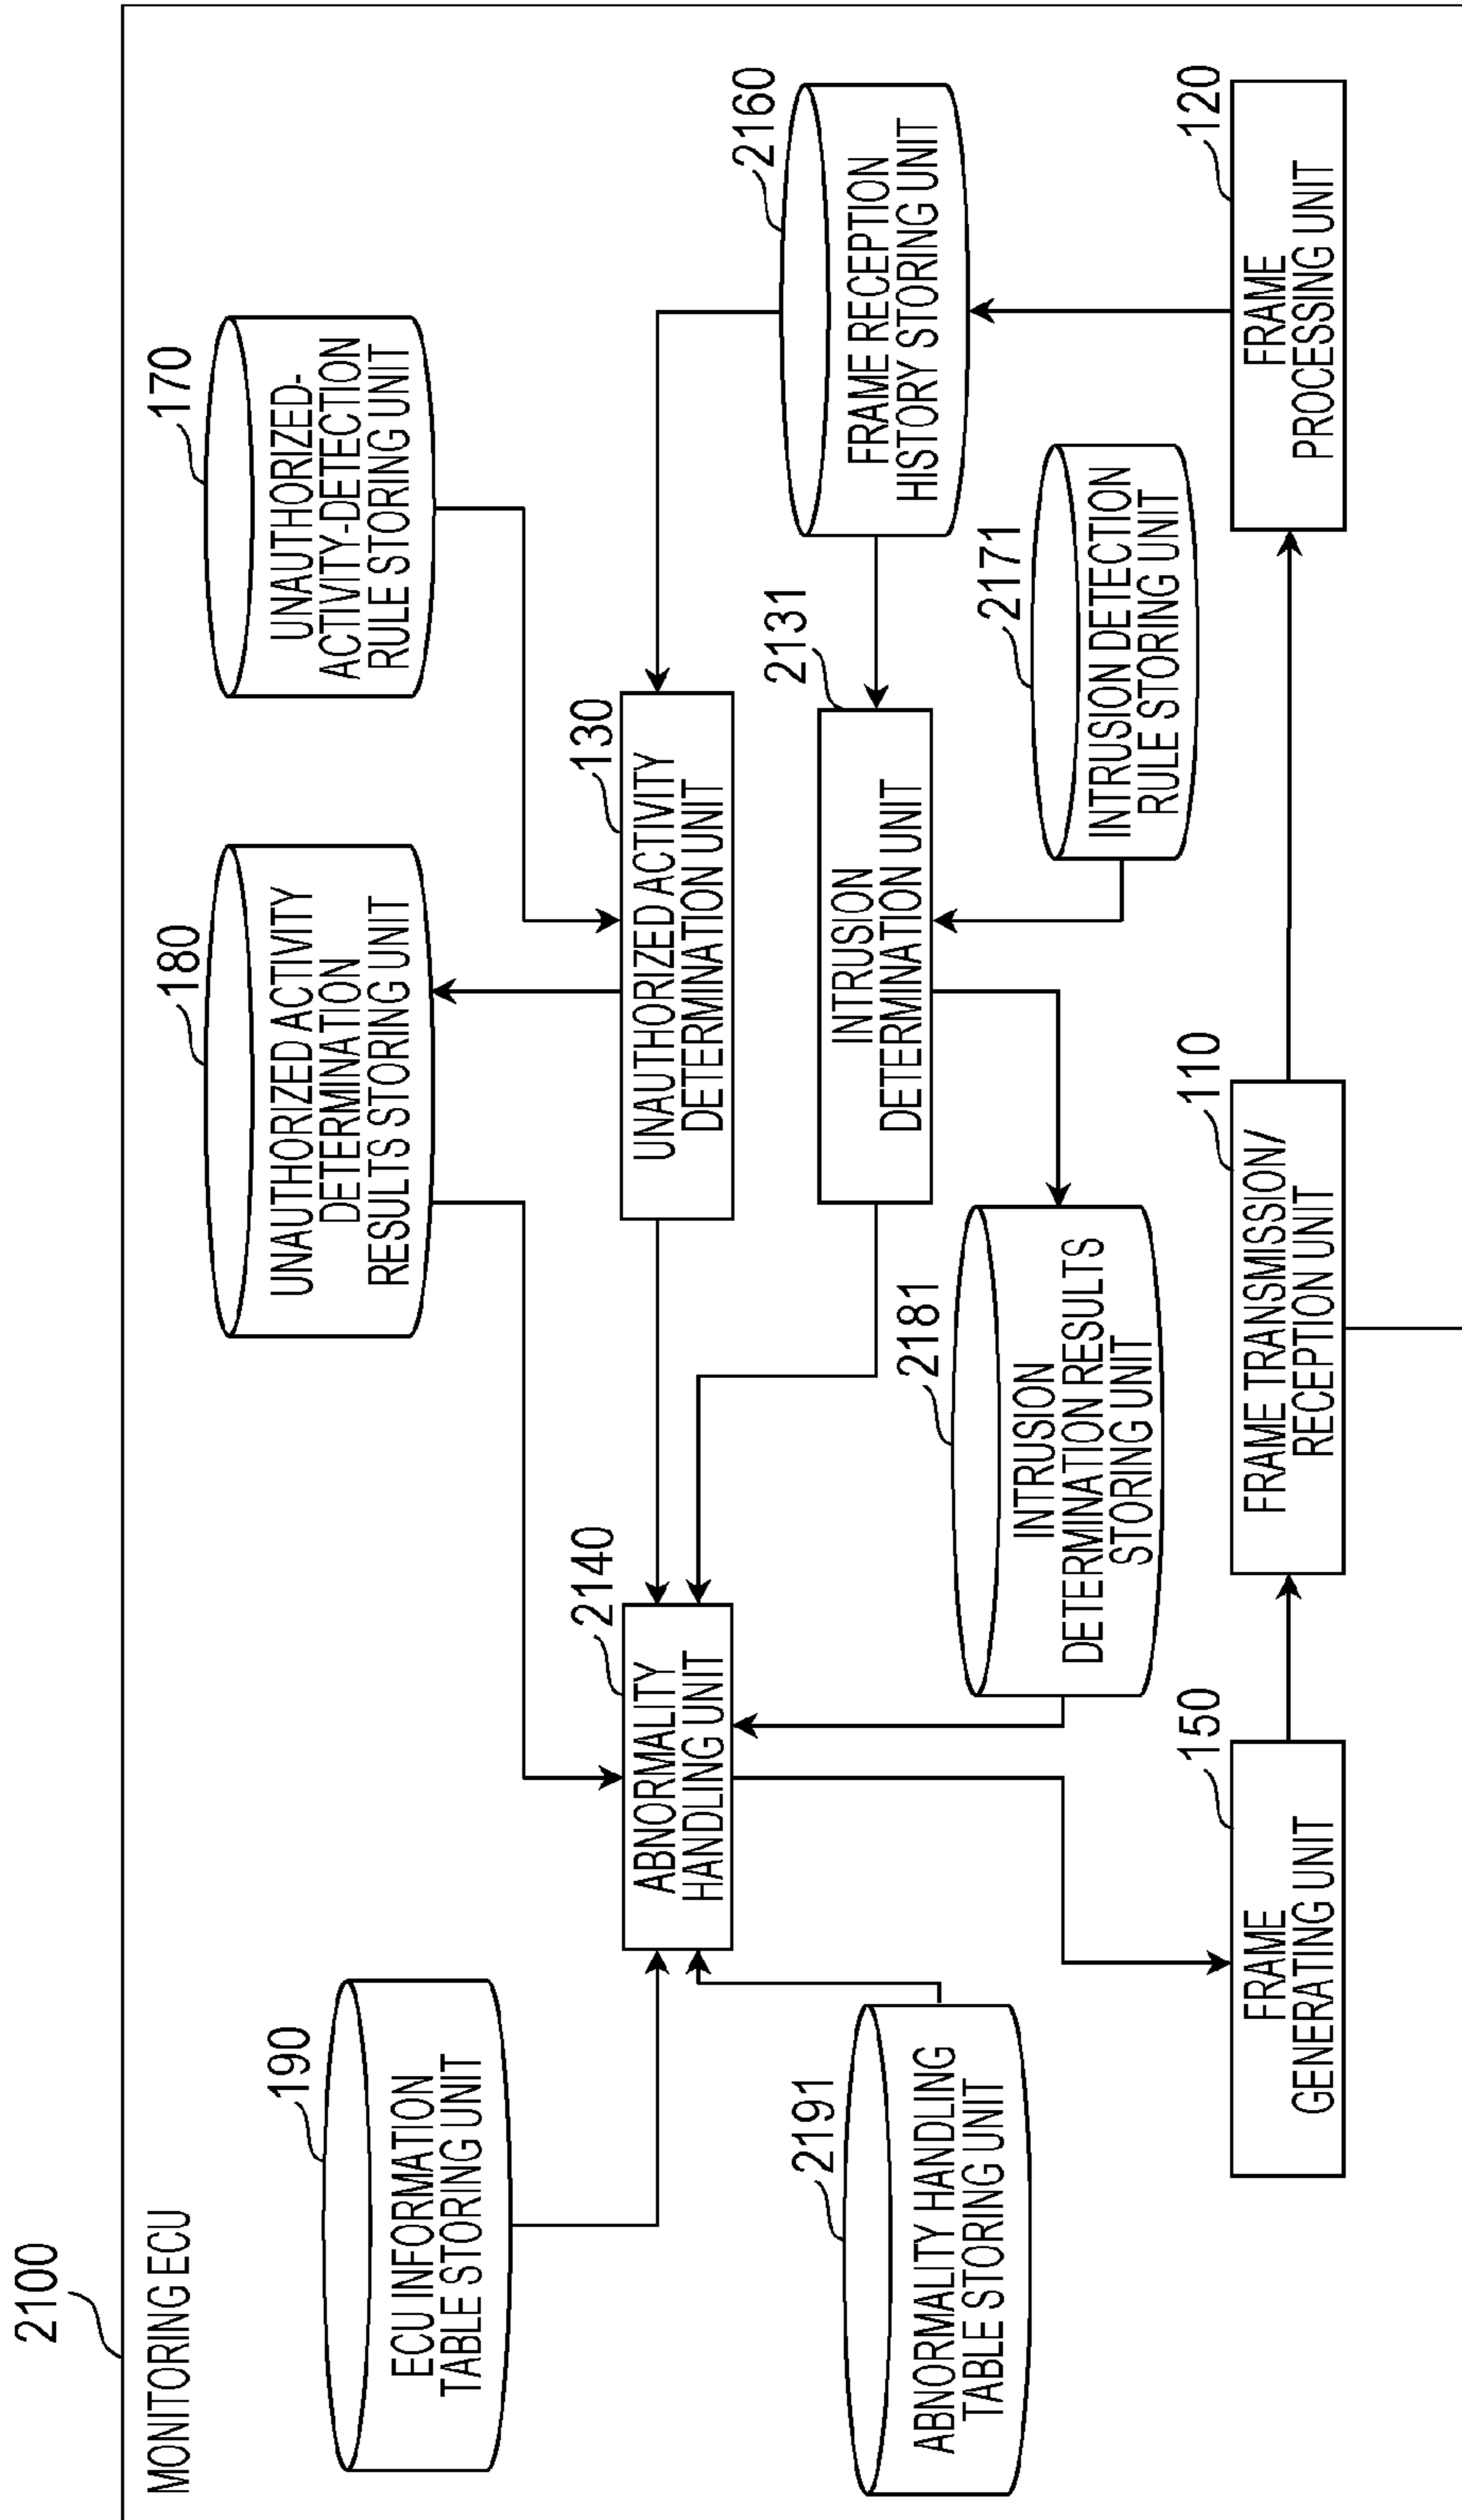 2100
MONITORING ECU
190
ECU INFORMATION
TABLE STORING UNIT
180
UNAUTHORIZED ACTIVITY
DETERMINATION
RESULTS STORING UNIT
170
UNAUTHORIZED-
ACTIVITY-DETECTION
RULE STORING UNIT
2140
ABNORMALITY
HANDLING UNIT
130
UNAUTHORIZED ACTIVITY
DETERMINATION UNIT
2160
FRAME RECEPTION
HISTORY STORING UNIT
2191
ABNORMALITY HANDLING
TABLE STORING UNIT
2181
INTRUSION
DETERMINATION RESULTS
STORING UNIT
2131
INTRUSION
DETERMINATION UNIT
2171
INTRUSION DETECTION
RULE STORING UNIT
150
FRAME
GENERATING UNIT
110
FRAME TRANSMISSION/
RECEPTION UNIT
120
FRAME
PROCESSING UNIT